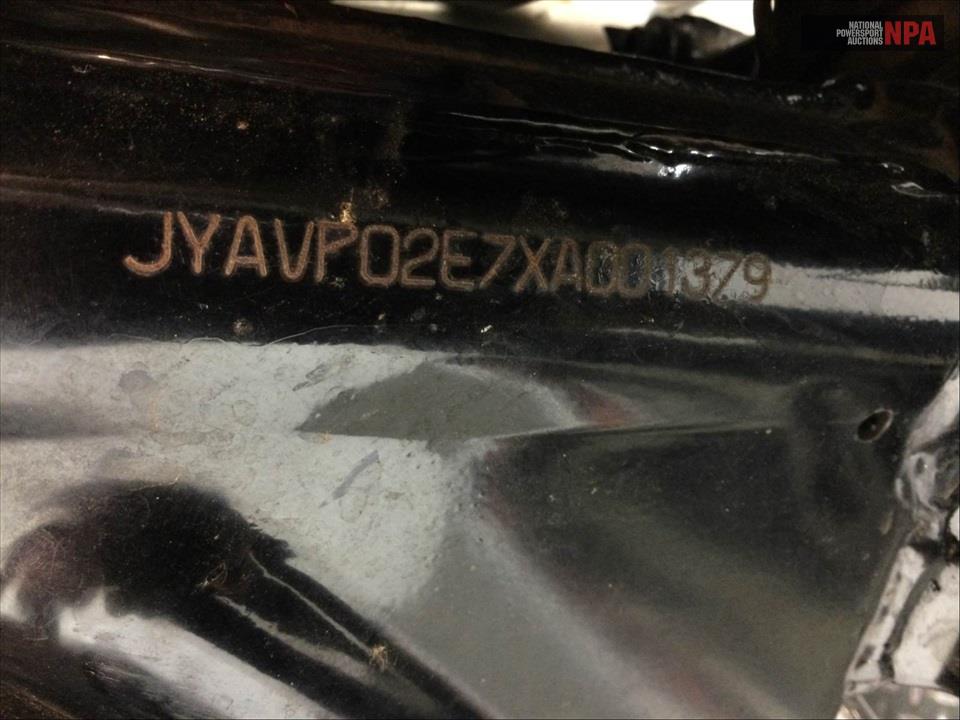 NATIONAL
POWERSPORT
AUCTIONS NPA
JYAVP02E7XA001379